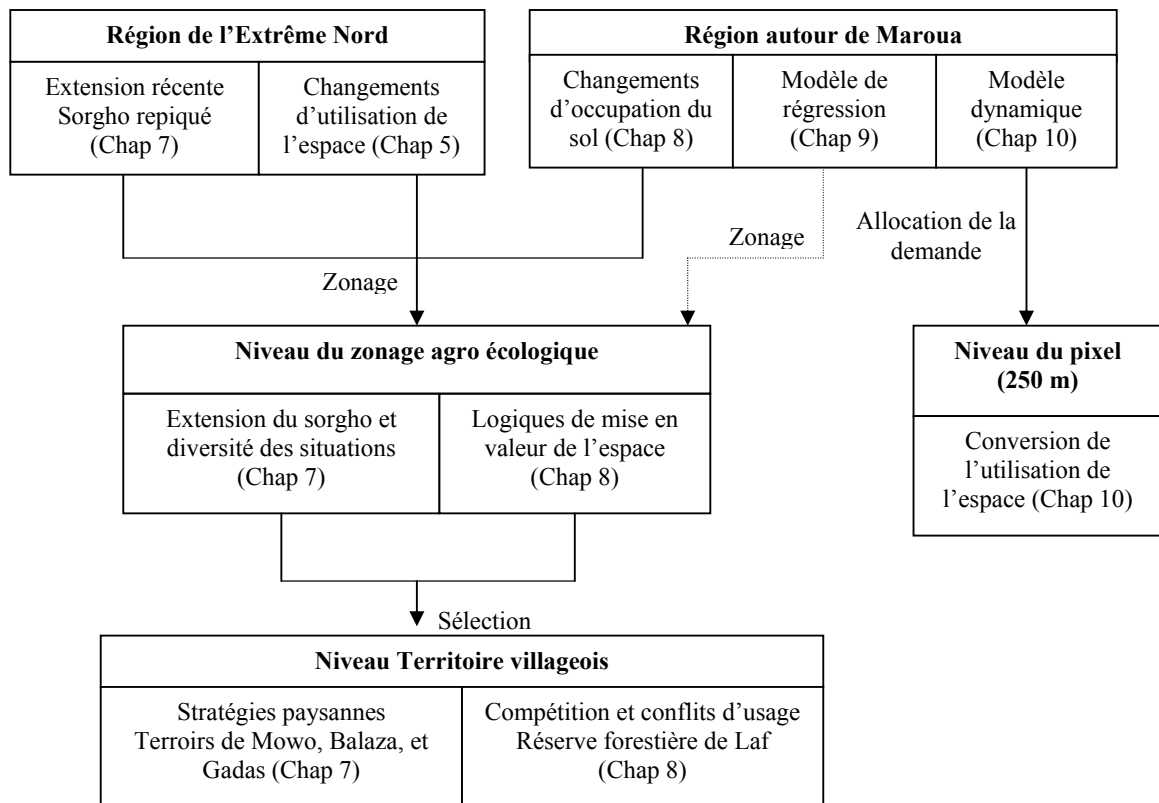 Région de l’Extrême Nord
Extension récente
Sorgho repiqué
(Chap 7)
Changements
d’utilisation de
l’espace (Chap 5)
Région autour de Maroua
Changements
d’occupation du
sol (Chap 8)
Modèle de
régression
(Chap 9)
Modèle
dynamique
(Chap 10)
Zonage
Zonage
Allocation de la
demande
Niveau du zonage agro écologique
Extension du sorgho et
diversité des situations
(Chap 7)
Logiques de mise en
valeur de l’espace
(Chap 8)
Niveau du pixel
(250 m)
Conversion de
l’utilisation de
l’espace (Chap 10)
Sélection
Niveau Territoire villageois
Stratégies paysannes
Terroirs de Mowo, Balaza, et
Gadas (Chap 7)
Compétition et conflits d’usage
Réserve forestière de Laf
(Chap 8)